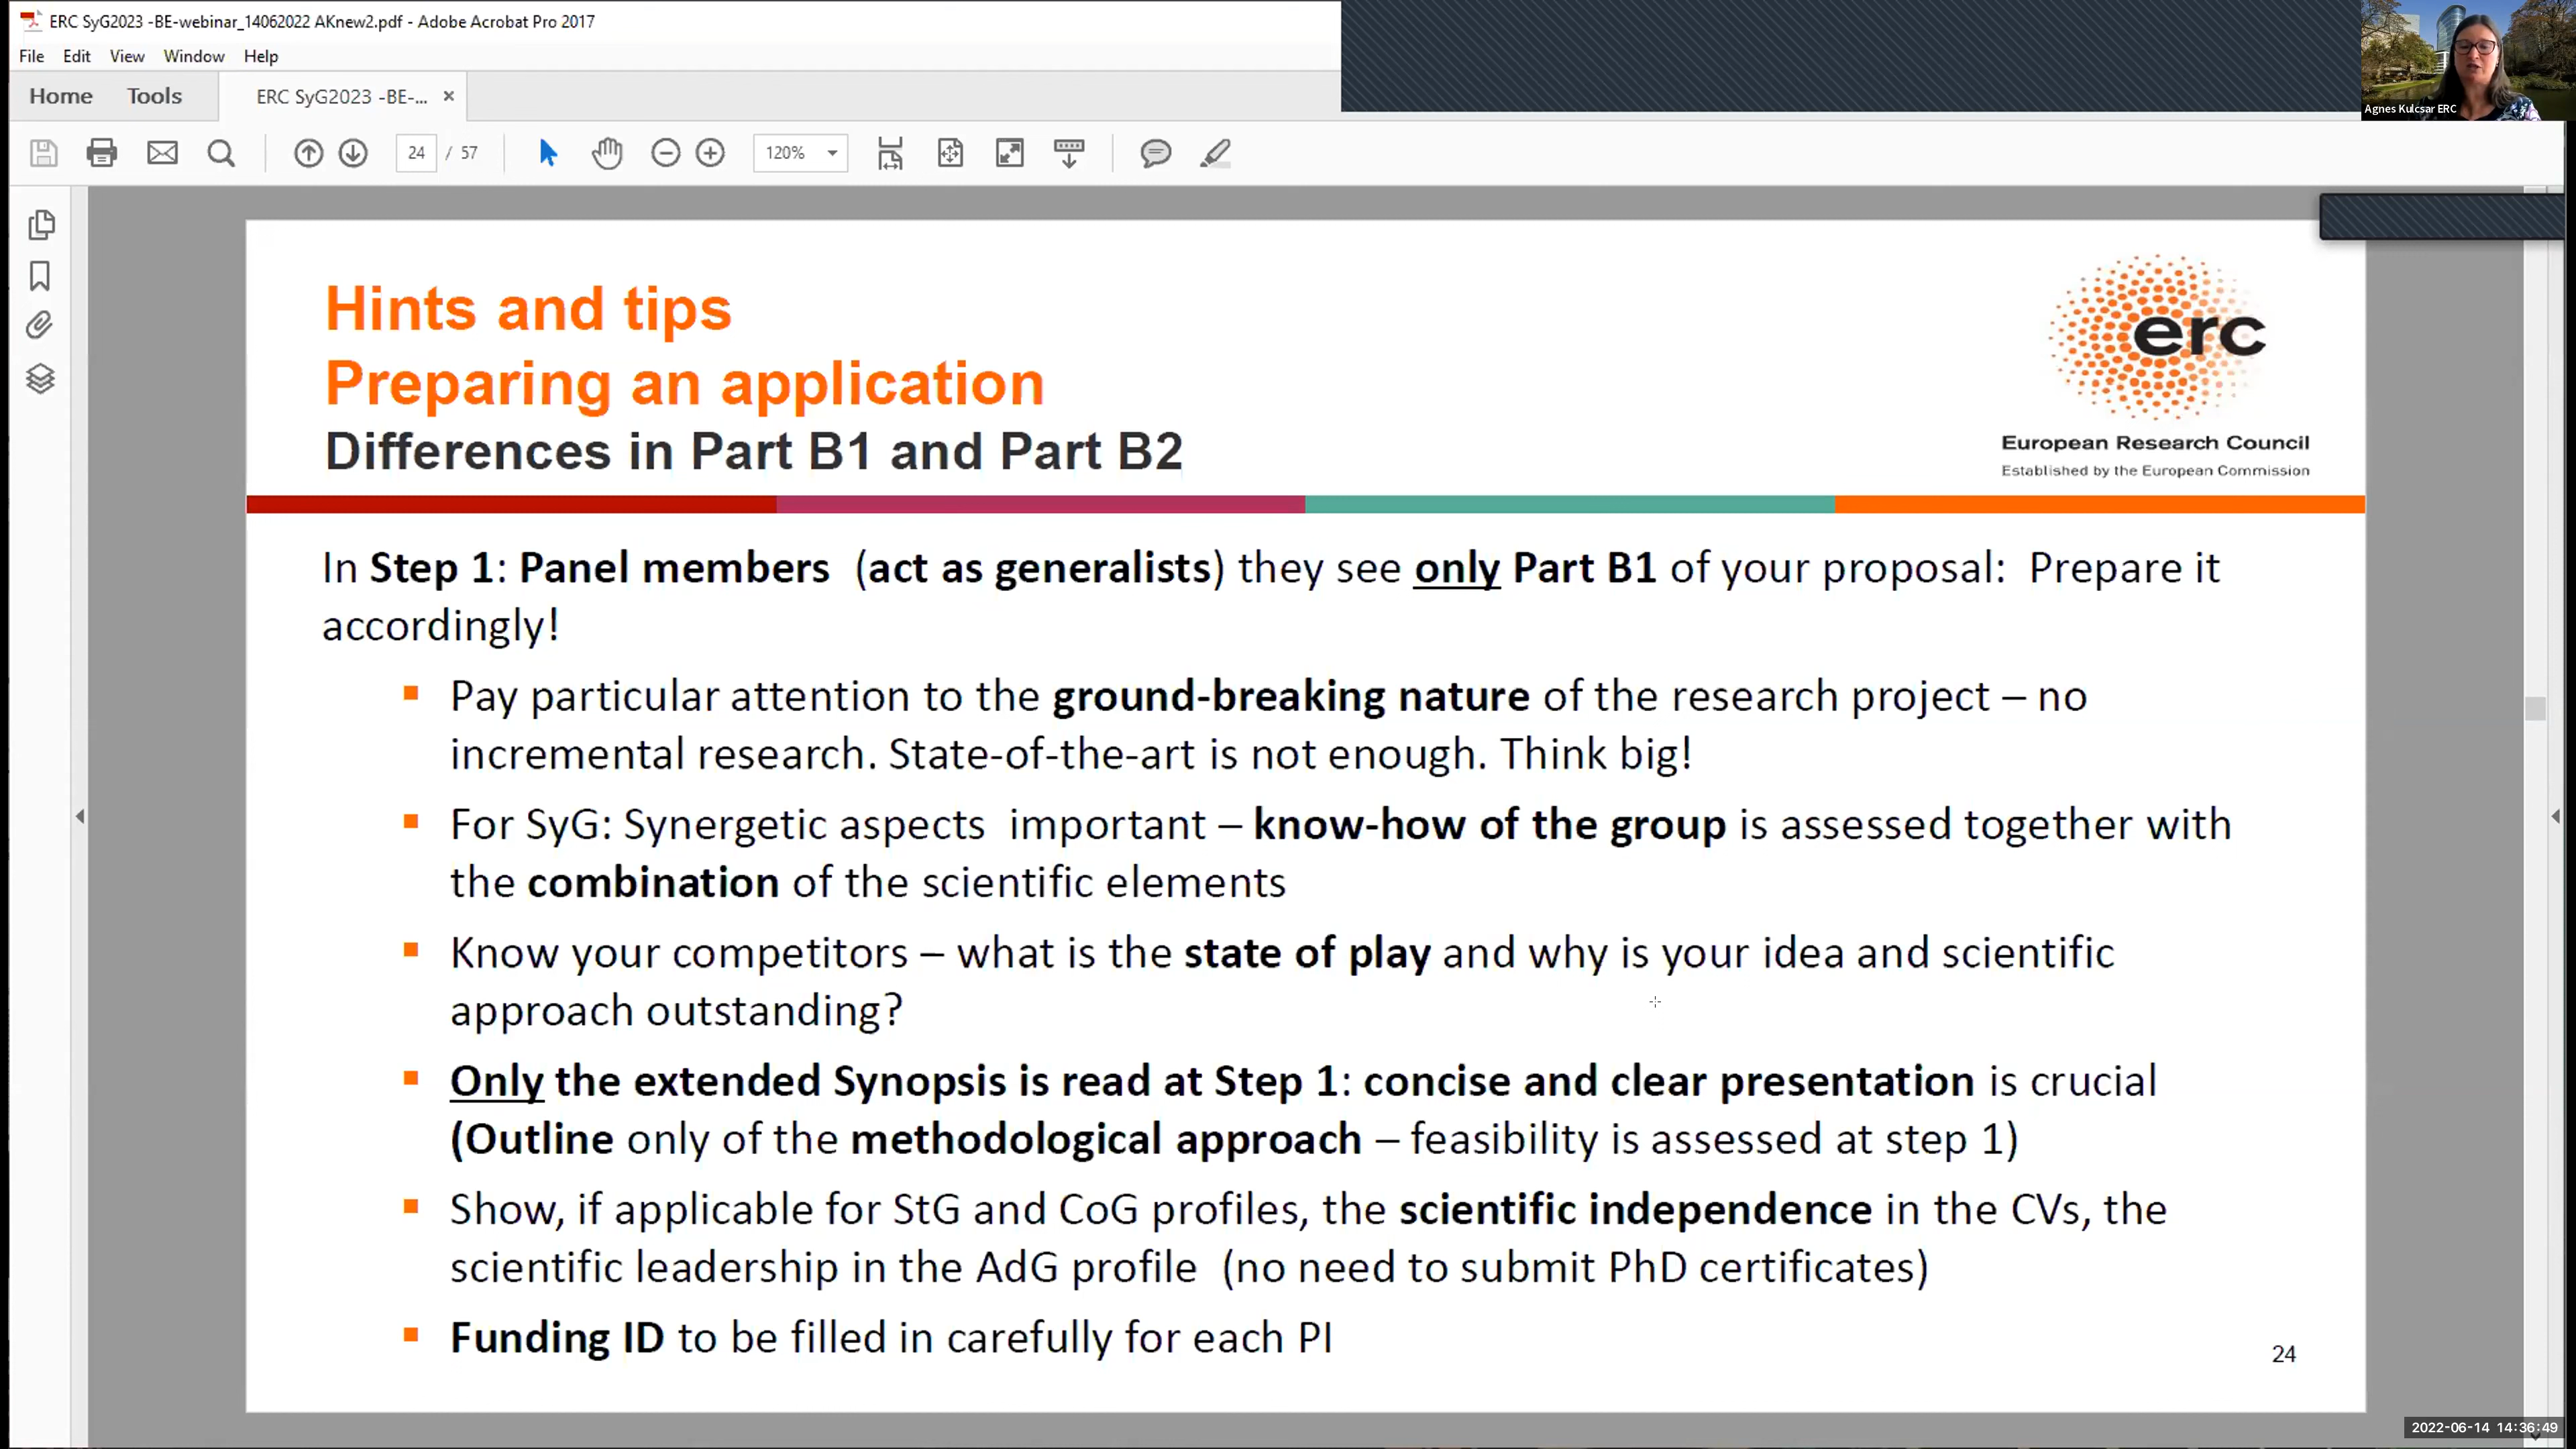 ERC SyG2023 -BE-webinar_14062022 AKnew2.pdf - Adobe Acrobat Pro 2017
File Edit View Window Help
Home Tools ERC SyG2023 -BE-... ×
24 / 57 120%
Agnes Kulcsar ERC
Hints and tips
Preparing an application
Differences in Part B1 and Part B2
erc
European Research Council
Established by the European Commission
In Step 1: Panel members (act as generalists) they see only Part B1 of your proposal: Prepare it
accordingly!
Pay particular attention to the ground-breaking nature of the research project – no
incremental research. State-of-the-art is not enough. Think big!
For SyG: Synergetic aspects important – know-how of the group is assessed together with
the combination of the scientific elements
Know your competitors – what is the state of play and why is your idea and scientific
approach outstanding?
Only the extended Synopsis is read at Step 1: concise and clear presentation is crucial
(Outline only of the methodological approach – feasibility is assessed at step 1)
Show, if applicable for StG and CoG profiles, the scientific independence in the CVs, the
scientific leadership in the AdG profile (no need to submit PhD certificates)
Funding ID to be filled in carefully for each PI
24
2022-06-14 14:36:49